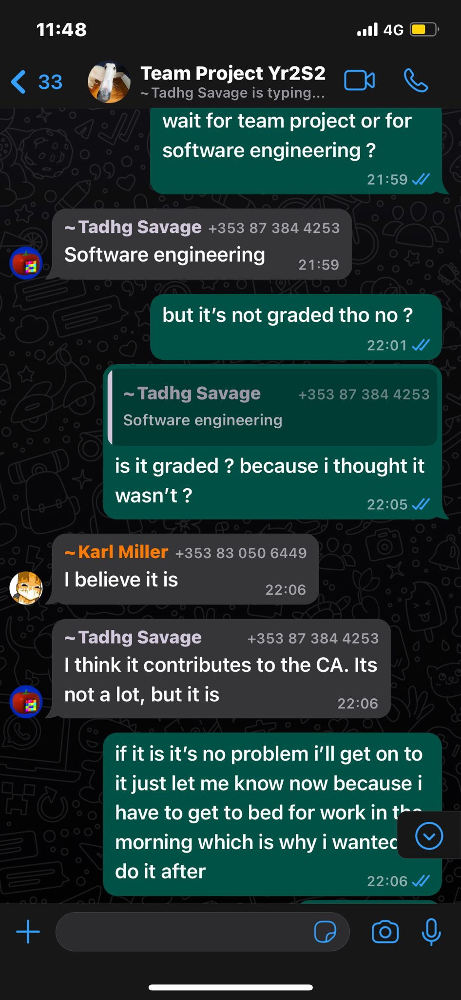 11:48
4G
33
Team Project Yr2S2
~Tadhg Savage is typing...
wait for team project or for
software engineering ?
21:59
~Tadhg Savage +353 87 384 4253
Software engineering
21:59
but it’s not graded tho no ?
22:01
~Tadhg Savage +353 87 384 4253
Software engineering
is it graded ? because i thought it
wasn’t ?
22:05
~Karl Miller +353 83 050 6449
I believe it is
22:06
~Tadhg Savage +353 87 384 4253
I think it contributes to the CA. Its
not a lot, but it is
22:06
if it is it’s no problem i’ll get on to
it just let me know now because i
have to get to bed for work in the
morning which is why i wanted
do it after
22:06